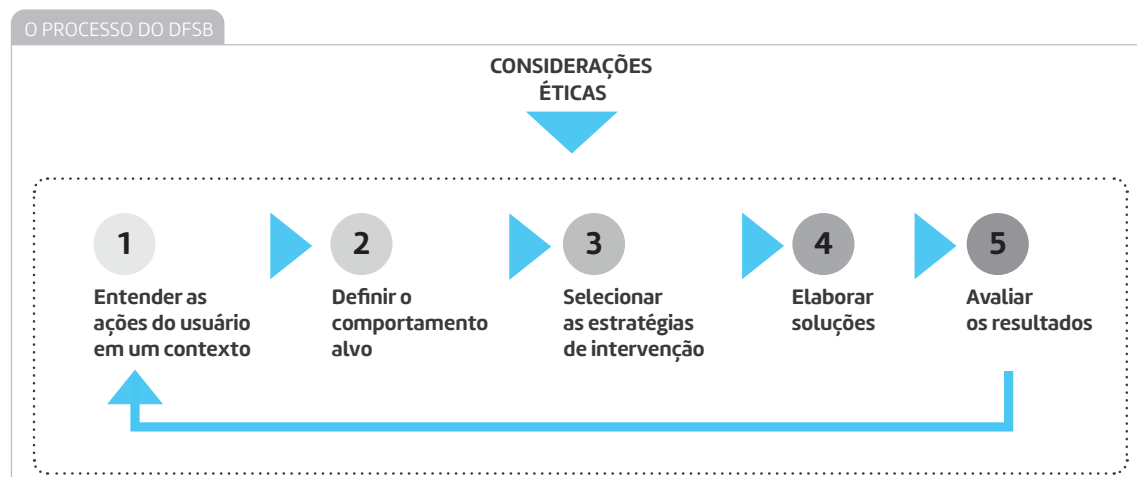 O PROCESSO DO DFSB
CONSIDERAÇÕES
ÉTICAS
1
Entender as
ações do usuário
em um contexto
2
Definir o
comportamento
alvo
3
Selecionar
as estratégias
de intervenção
4
Elaborar
soluções
5
Avaliar
os resultados